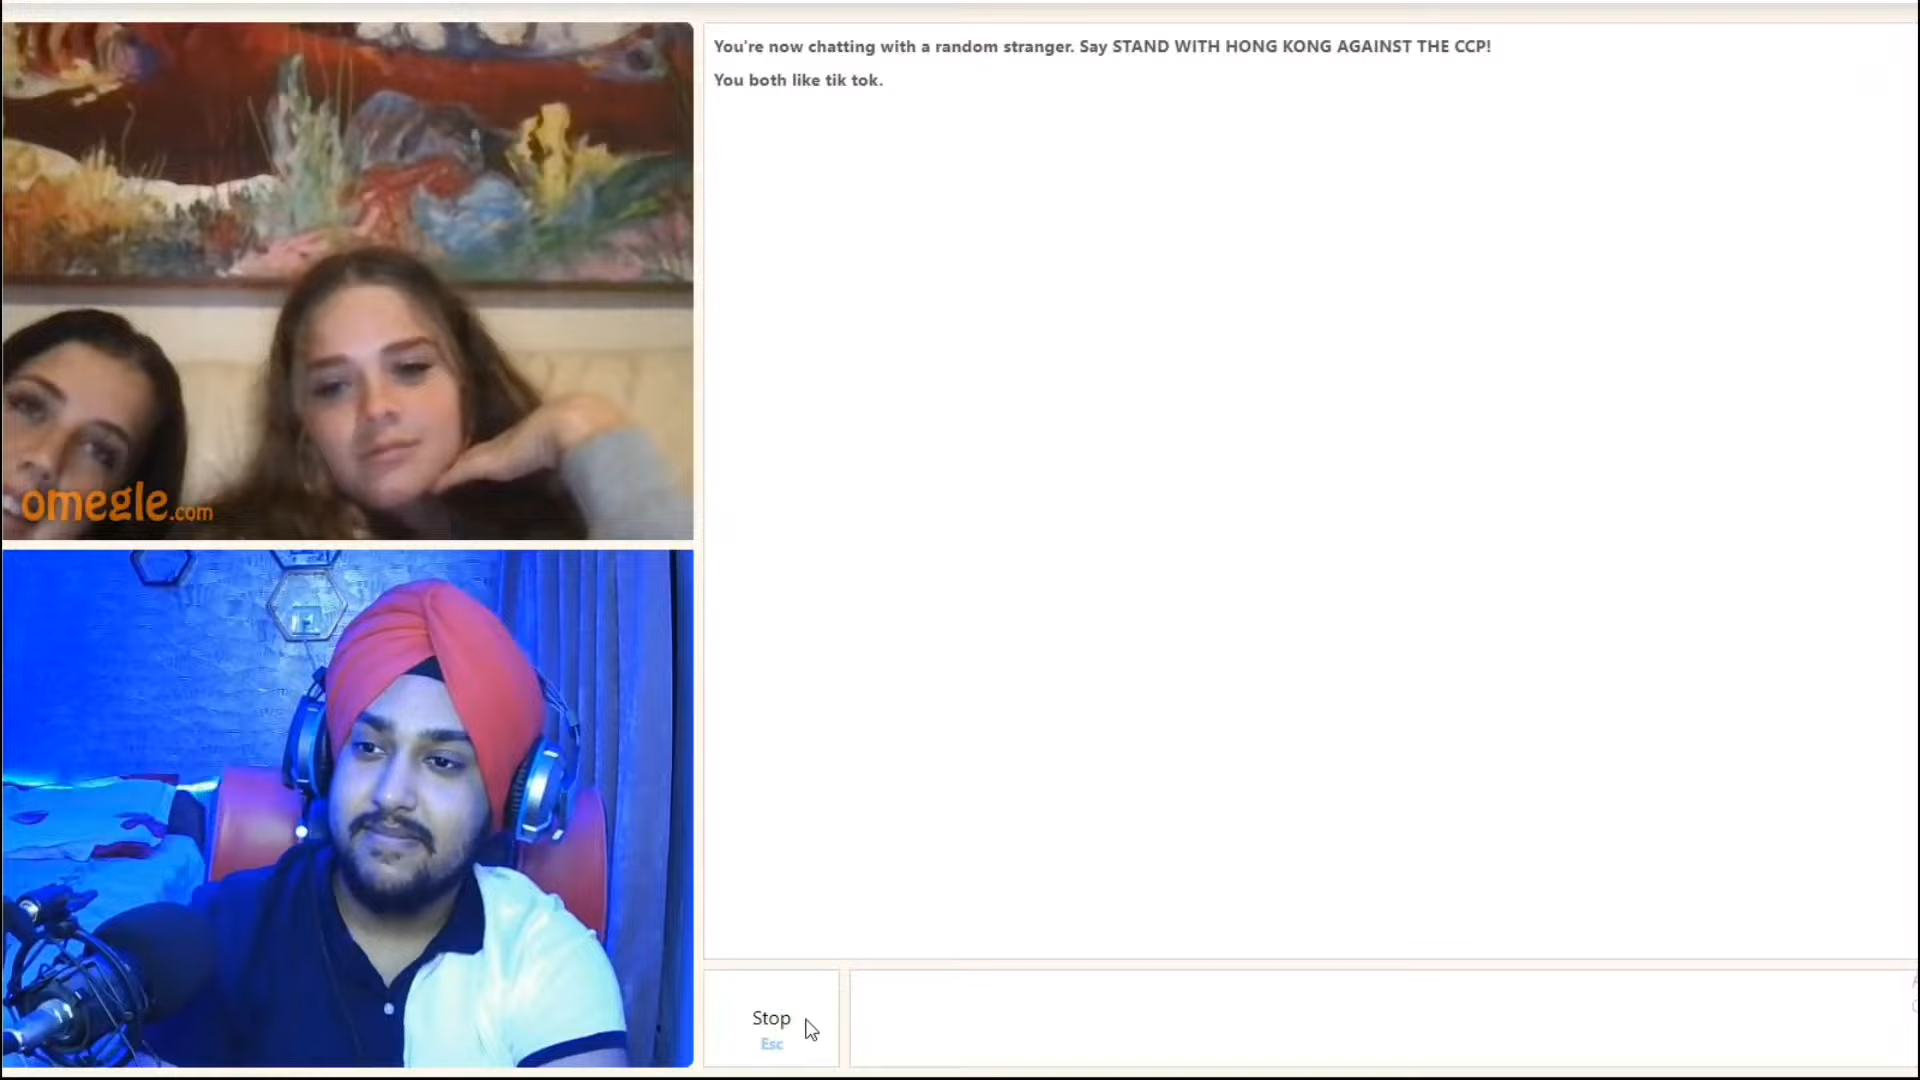 You're now chatting with a random stranger. Say STAND WITH HONG KONG AGAINST THE CCP!
You both like tik tok.
omegle.com
Stop
Esc